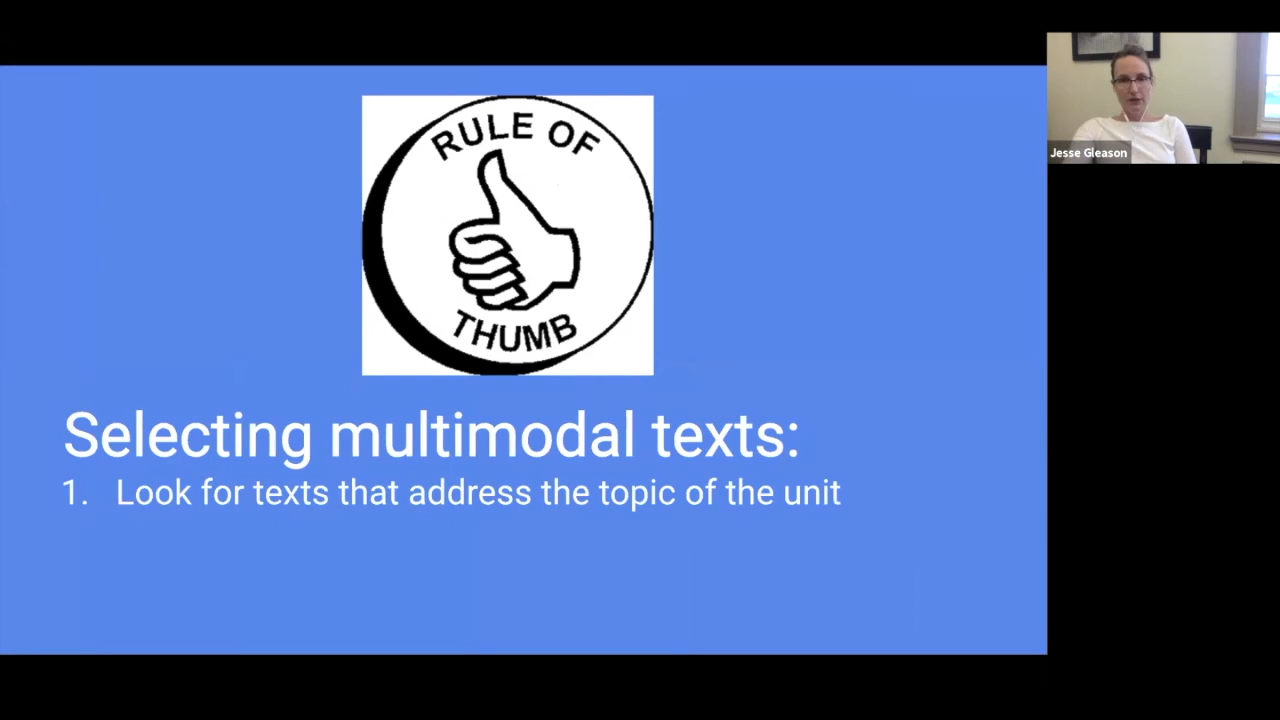 RULE OF
THUMB
Selecting multimodal texts:
1. Look for texts that address the topic of the unit
Jesse Gleason